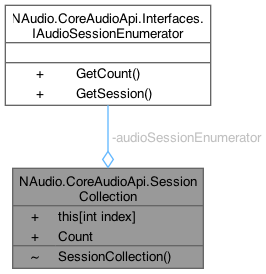 NAudio.CoreAudioApi.Interfaces.
IAudioSessionEnumerator
+ GetCount()
+ GetSession()
-audioSessionEnumerator
NAudio.CoreAudioApi.Session
Collection
+ this[int index]
+ Count
~ SessionCollection()